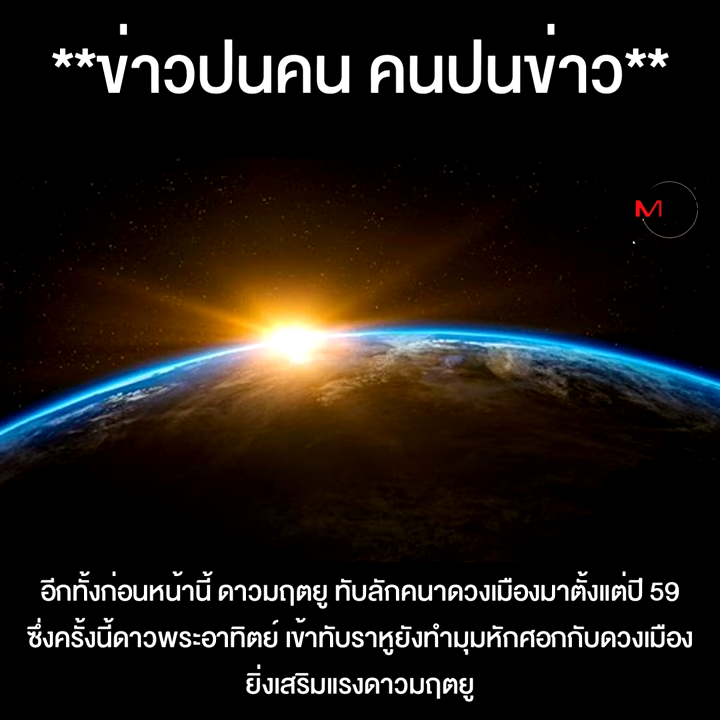 **ข่าวปนคน คนปนข่าว**
M
อีกทั้งก่อนหน้านี้ ดาวมฤตยู ทับลัคนาดวงเมืองมาตั้งแต่ปี 59
ซึ่งครั้งนี้ดาวพระอาทิตย์ เข้าทับราหูยังทำมุมหักศอกกับดวงเมือง
ยิ่งเสริมแรงดาวมฤตยู